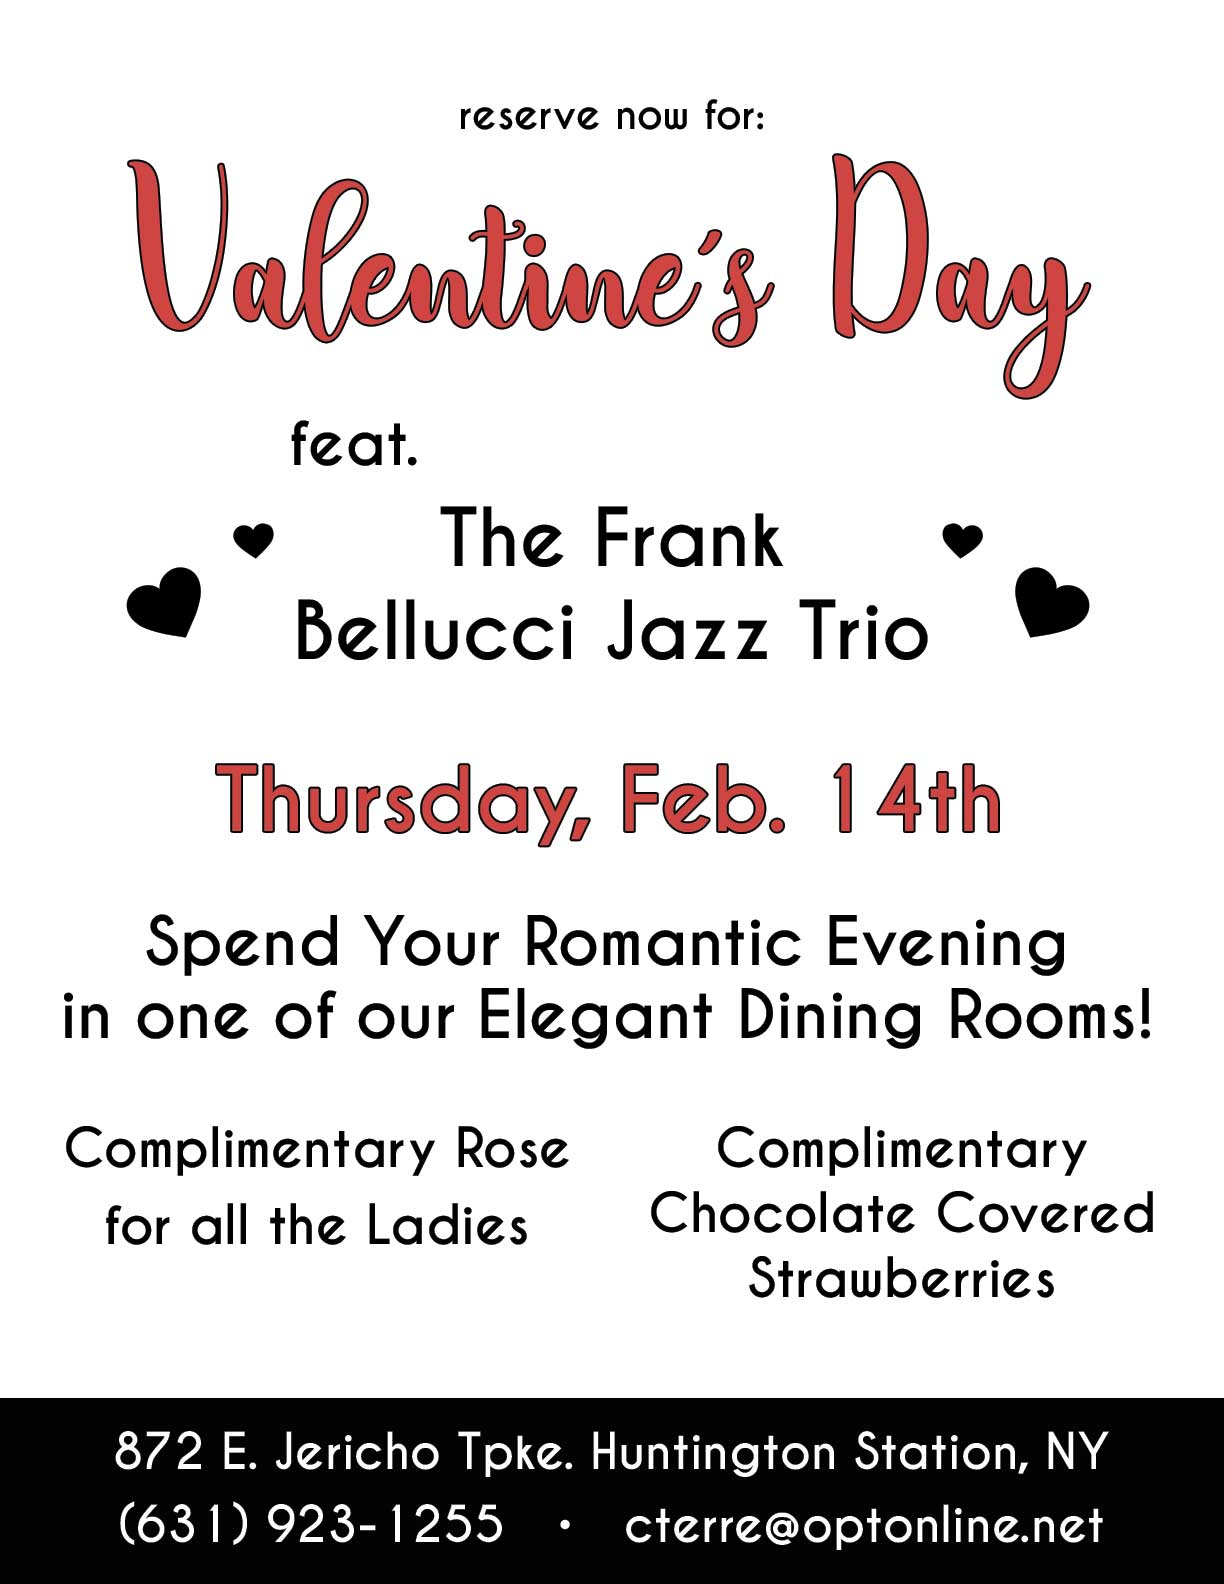 reserve now for:
Valentine's Day
feat.
The Frank
Bellucci Jazz Trio
Thursday, Feb. 14th
Spend Your Romantic Evening
in one of our Elegant Dining Rooms!
Complimentary Rose
for all the Ladies
Complimentary
Chocolate Covered
Strawberries
872 E. Jericho Tpke. Huntington Station, NY
(631) 923-1255 • cterre@optonline.net